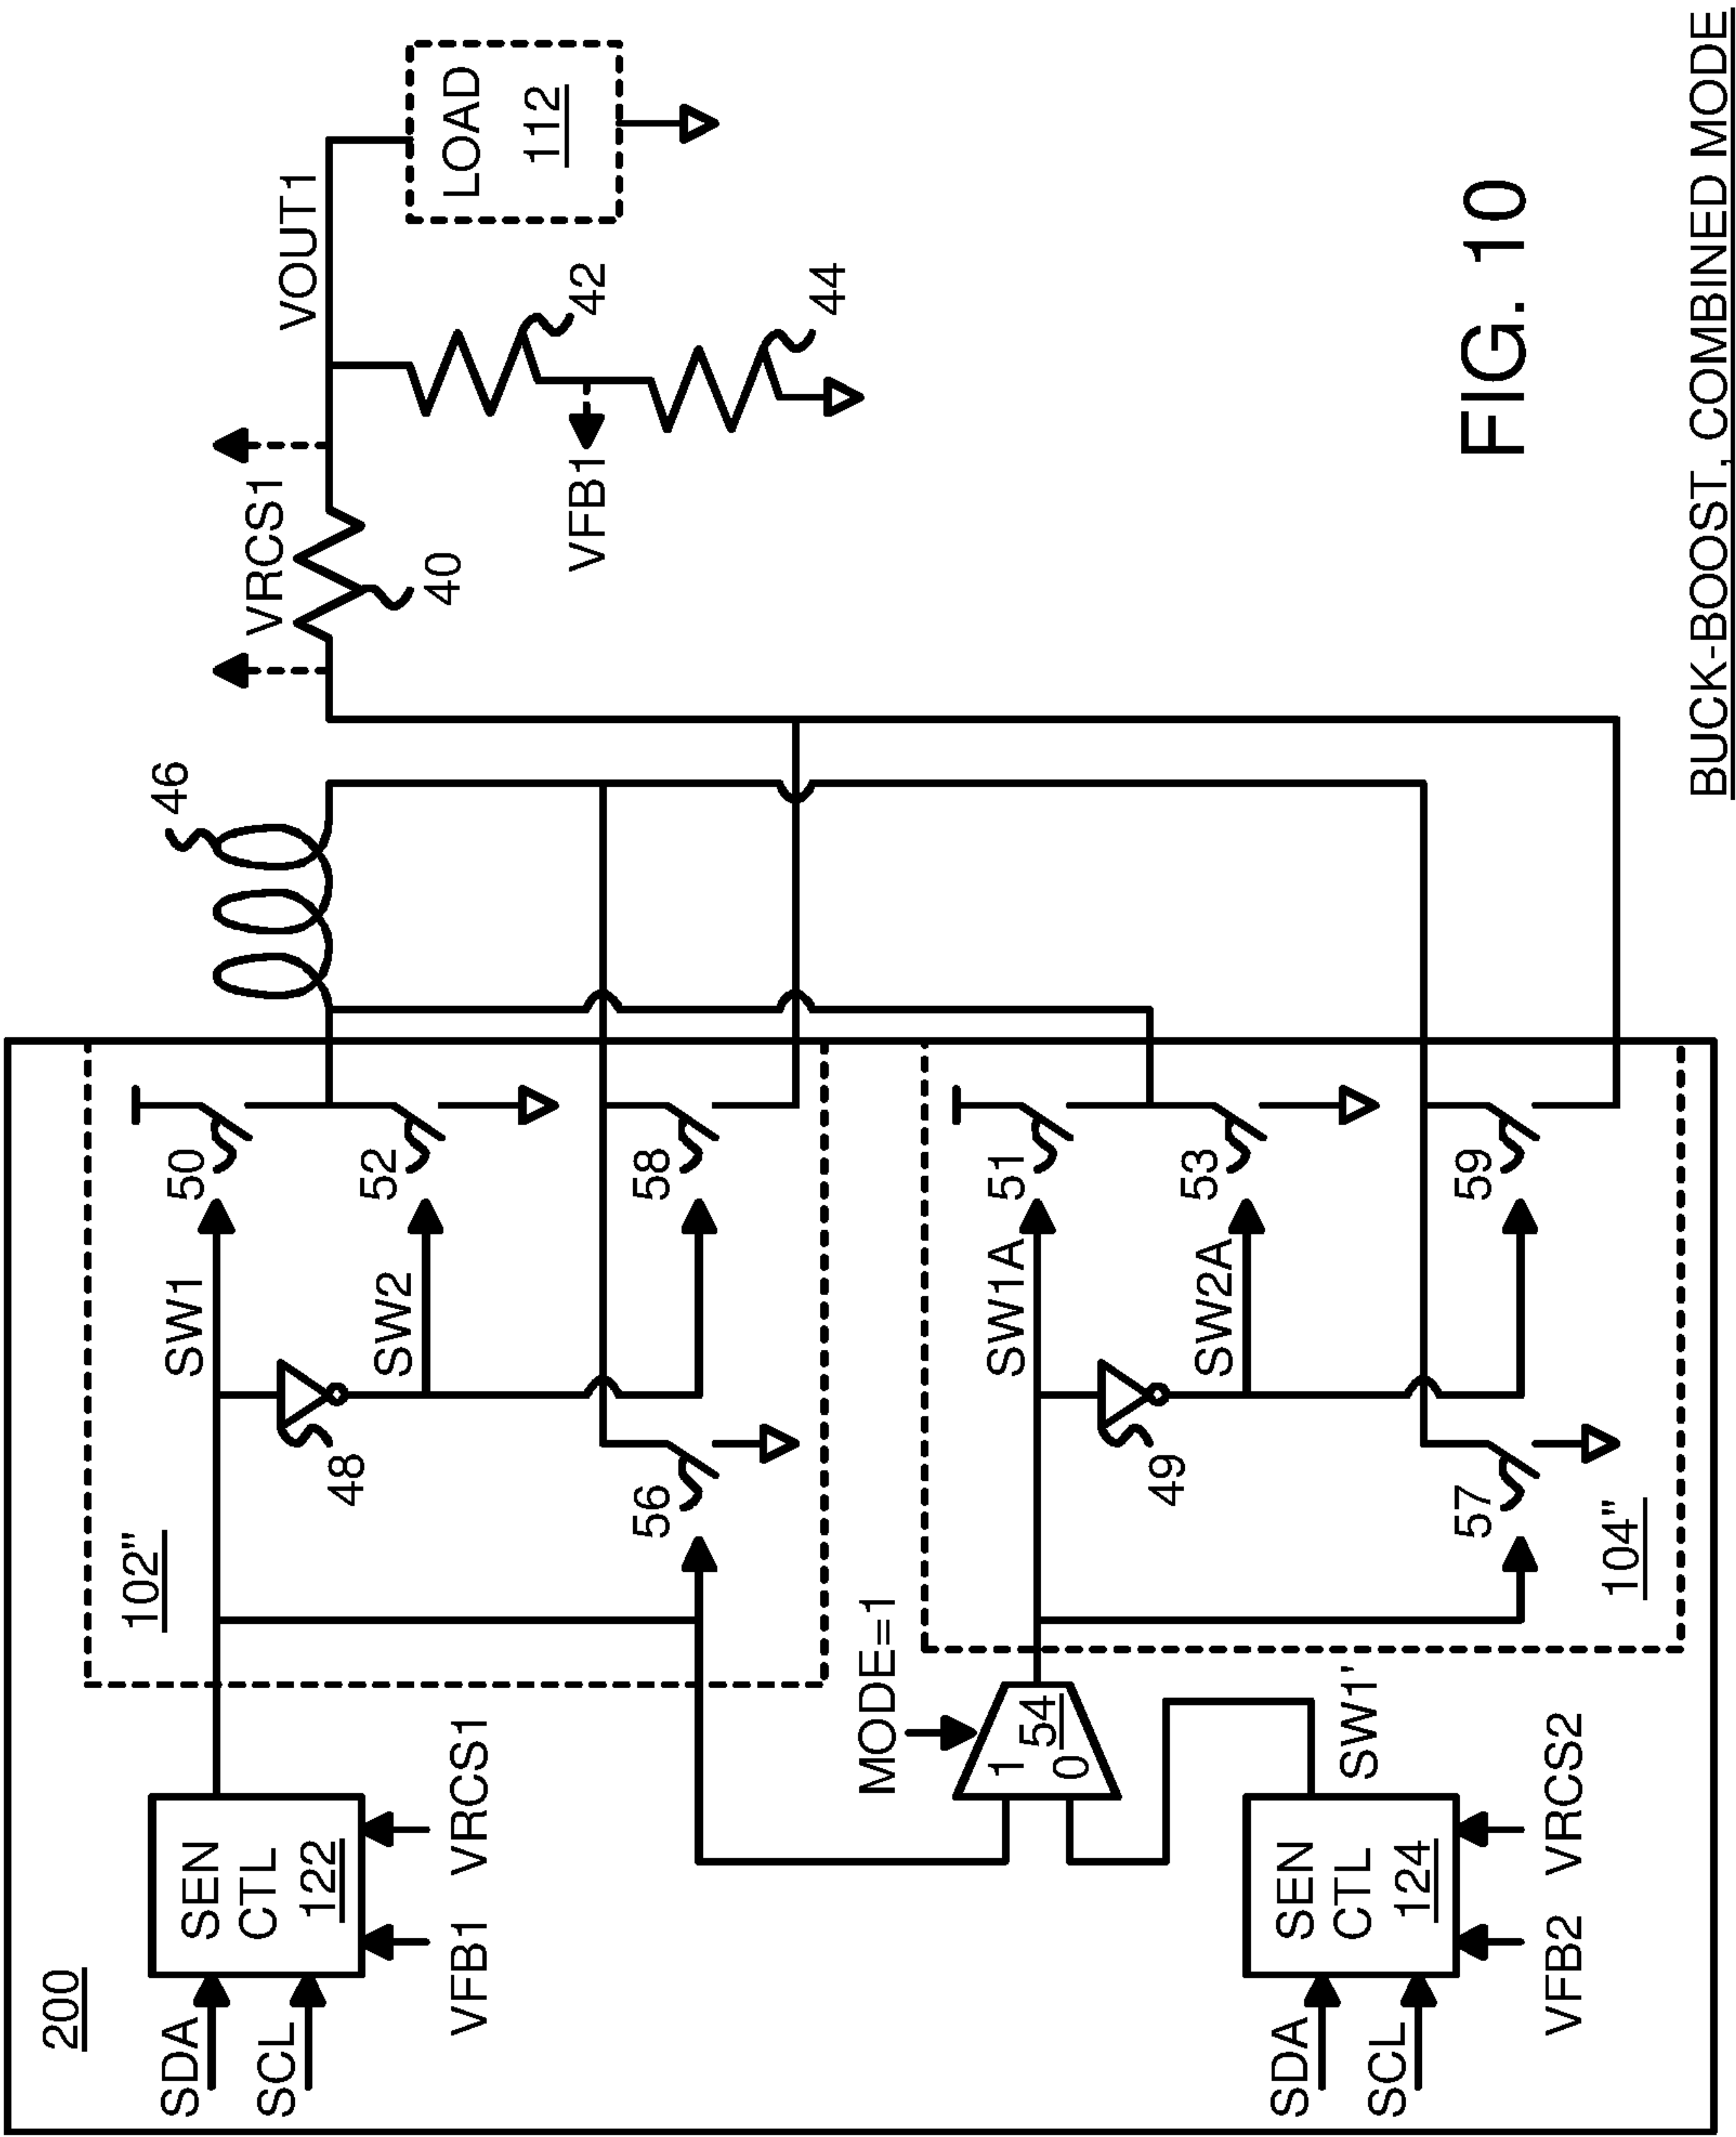 200
SDA
SCL
SEN
CTL
122
VFB1
VRCS1
102"
SW1
48
SW2
50
52
56
58
46
VRCS1
40
VOUT1
LOAD
112
42
VFB1
44
MODE=1
1
54
0
SW1A
49
SW2A
51
53
57
59
104"
SDA
SCL
SEN
CTL
124
SW1'
VFB2
VRCS2
FIG. 10
BUCK-BOOST, COMBINED MODE